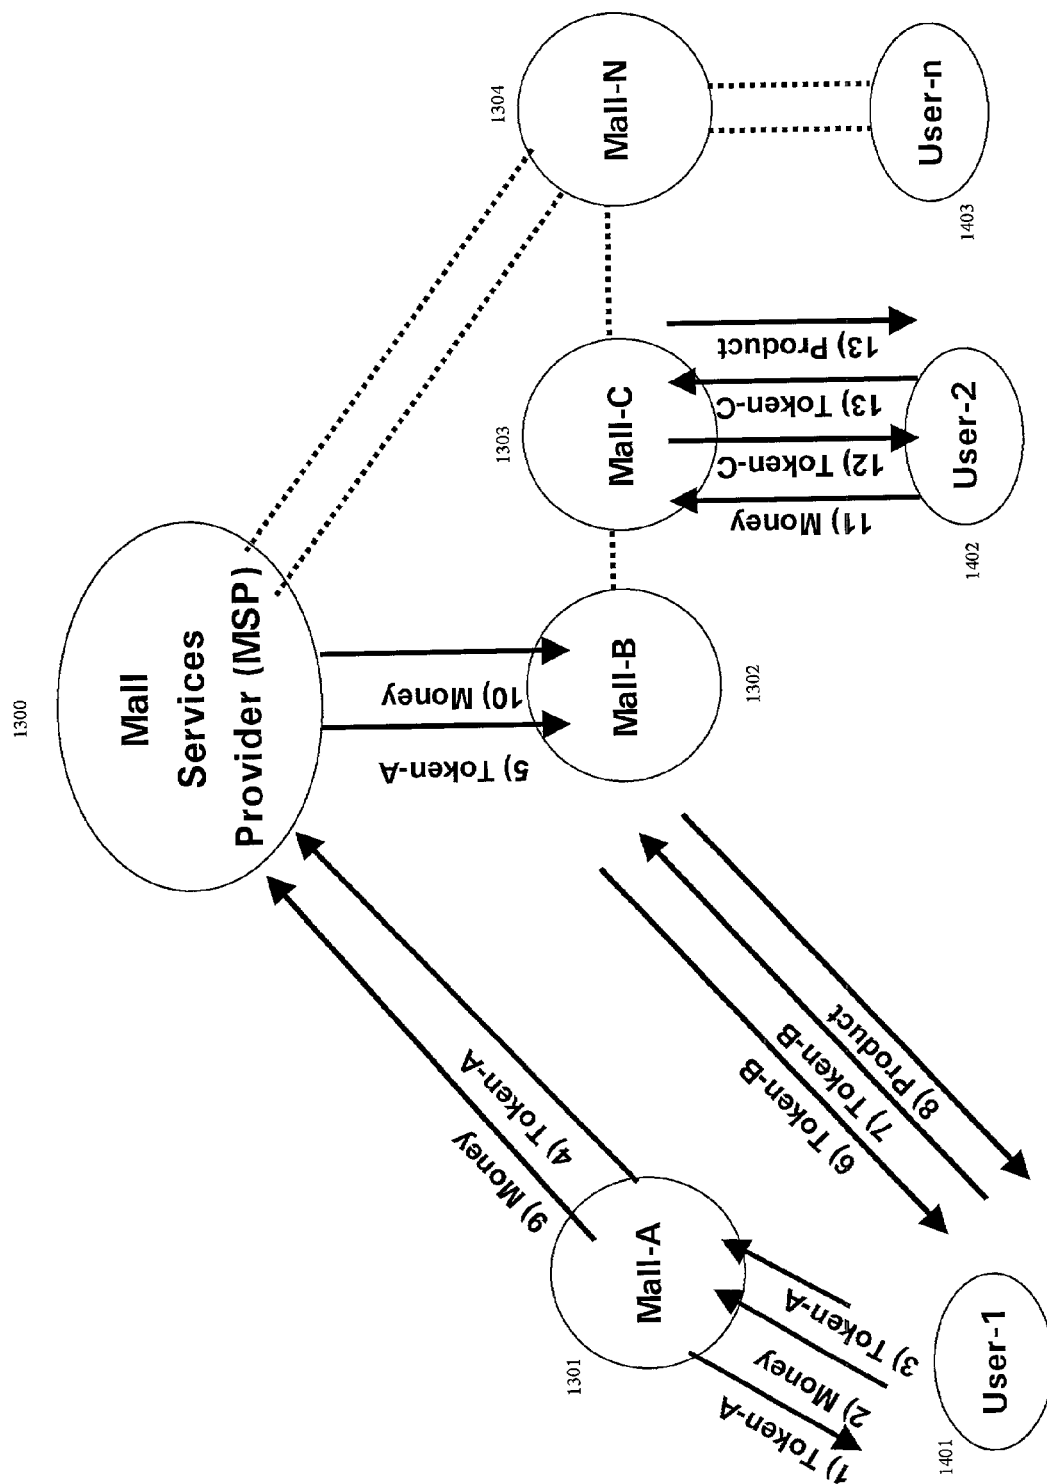 1300
Mall
Services
Provider (MSP)
9) Money
4) Token-A
5) Token-A
10) Money
1301
Mall-A
Mall-B
1302
1303
Mall-C
1304
Mall-N
1) Token-A
2) Money
3) Token-A
6) Token-B
7) Token-B
8) Product
11) Money
12) Token-C
13) Token-C
13) Product
1401
User-1
1402
User-2
1403
User-n